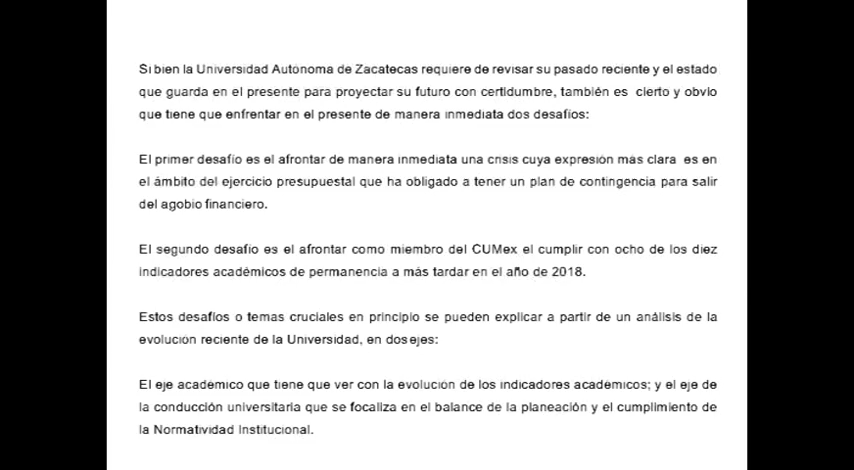 Si bien la Universidad Autónoma de Zacatecas requiere de revisar su pasado reciente y el estado
que guarda en el presente para proyectar su futuro con certidumbre, también es cierto y obvio
que tiene que enfrentar en el presente de manera inmediata dos desafíos:
El primer desafío es el afrontar de manera inmediata una crisis cuya expresión más clara es en
el ámbito del ejercicio presupuestal que ha obligado a tener un plan de contingencia para salir
del agobio financiero.
El segundo desafío es el afrontar como miembro del CUMex el cumplir con ocho de los diez
indicadores académicos de permanencia a más tardar en el año de 2018.
Estos desafíos o temas cruciales en principio se pueden explicar a partir de un análisis de la
evolución reciente de la Universidad, en dos ejes:
El eje académico que tiene que ver con la evolución de los indicadores académicos; y el eje de
la conducción universitaria que se focaliza en el balance de la planeación y el cumplimiento de
la Normatividad Institucional.